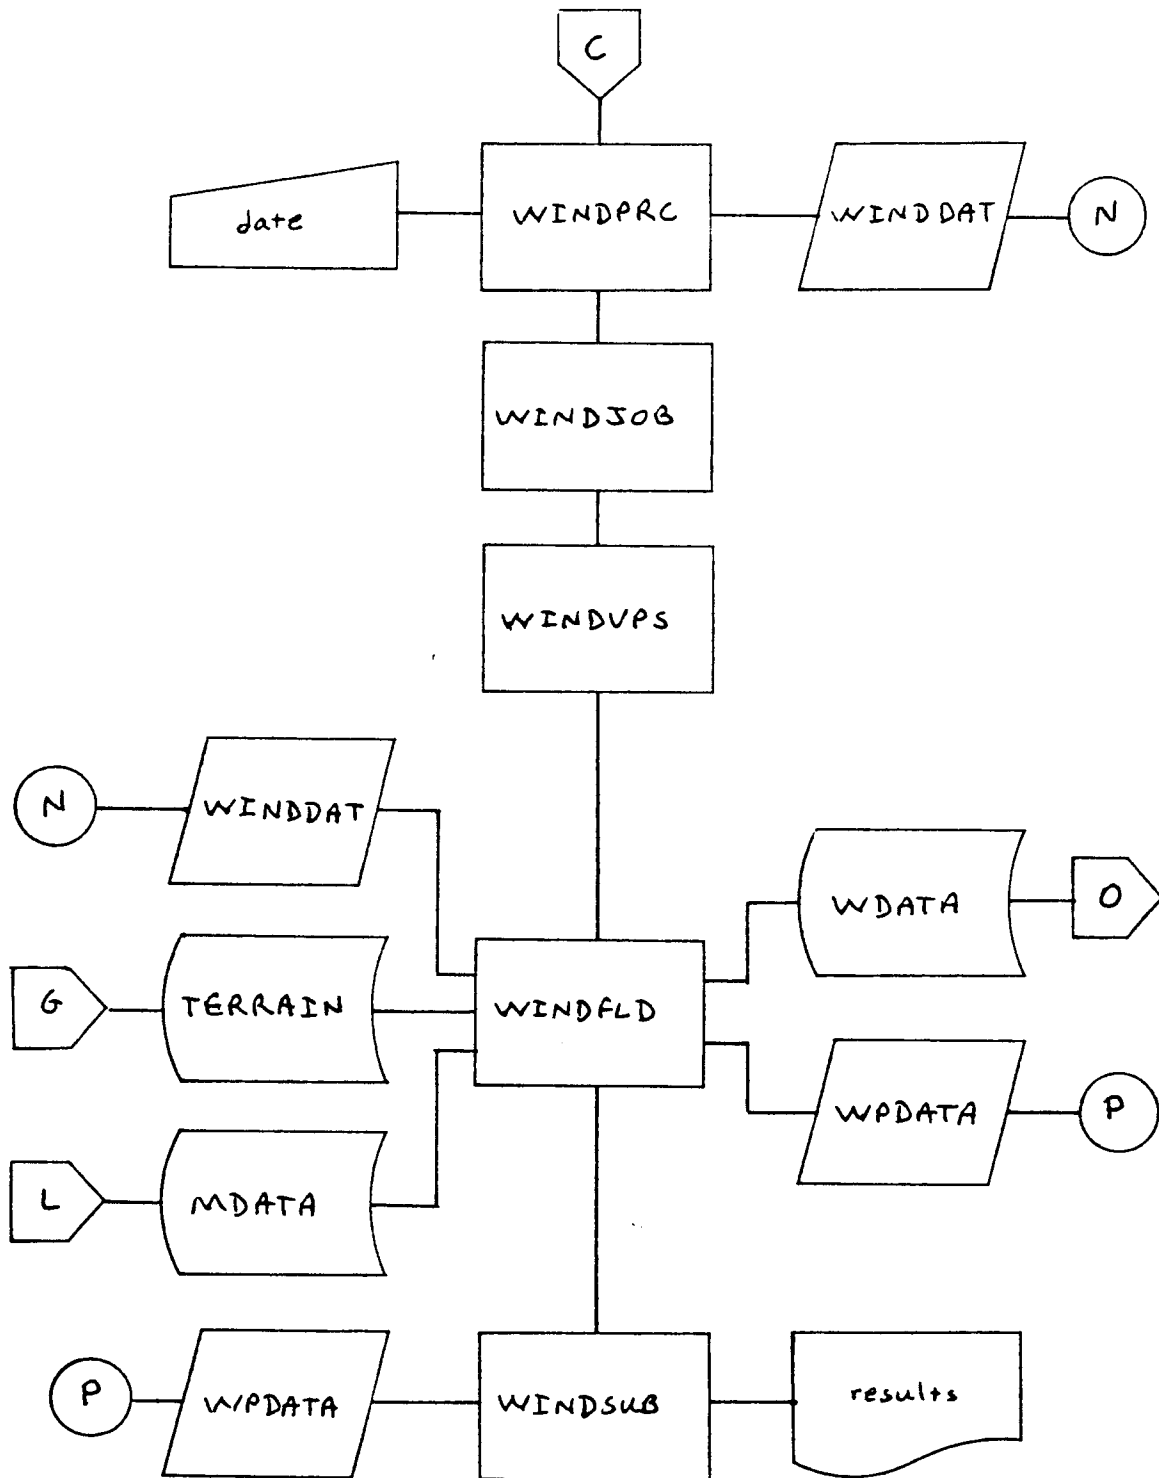 C
date
WINDPRC
WINDDAT
N
WINDJOB
WINDVPS
N
WINDDAT
WDATA
O
G
TERRAIN
WINDFLD
WPDATA
P
L
MDATA
P
WPDATA
WINDSUB
results